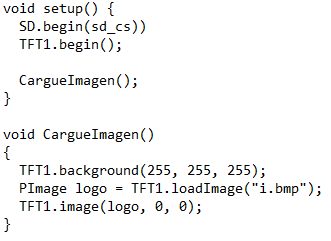 void setup() {
  SD.begin(sd_cs))
  TFT1.begin();

  CargueImagen();
}

void CargueImagen()
{
  TFT1.background(255, 255, 255);
  PImage logo = TFT1.loadImage("i.bmp");
  TFT1.image(logo, 0, 0);
}